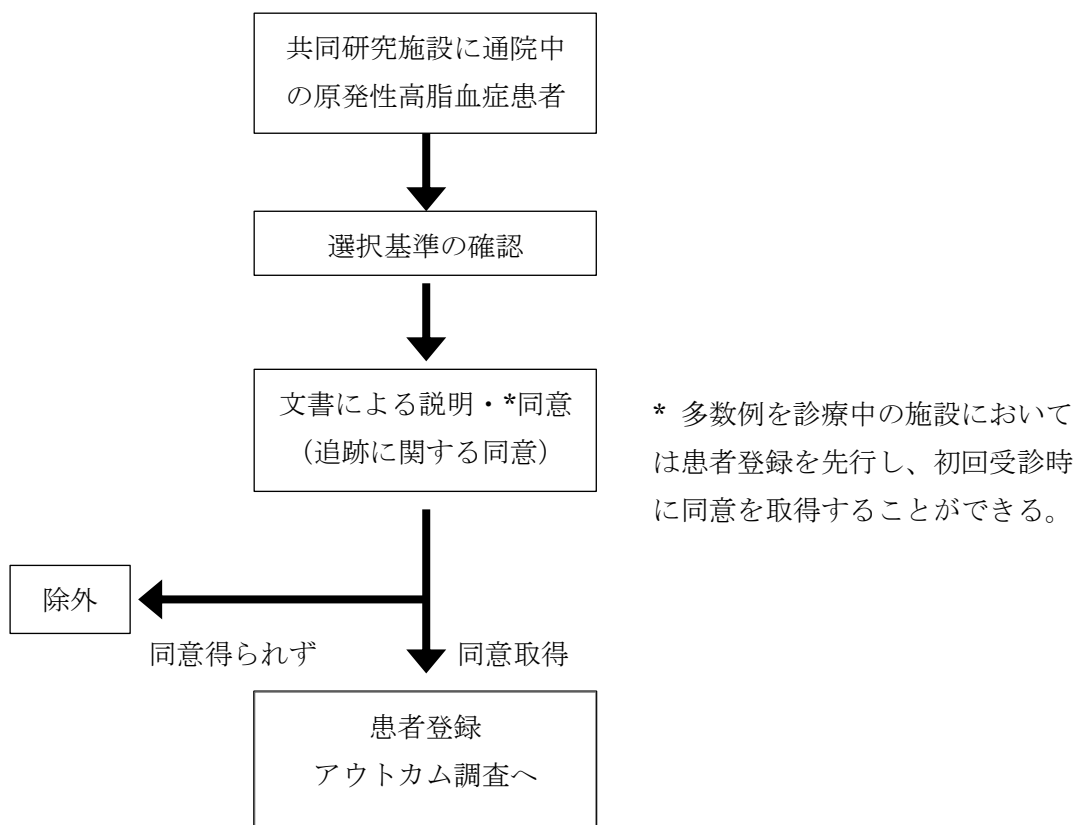 共同研究施設に通院中
の原発性高脂血症患者
選択基準の確認
文書による説明・*同意
（追跡に関する同意）
* 多数例を診療中の施設において
は患者登録を先行し、初回受診時
に同意を取得することができる。
除外
同意得られず
同意取得
患者登録
アウトカム調査へ